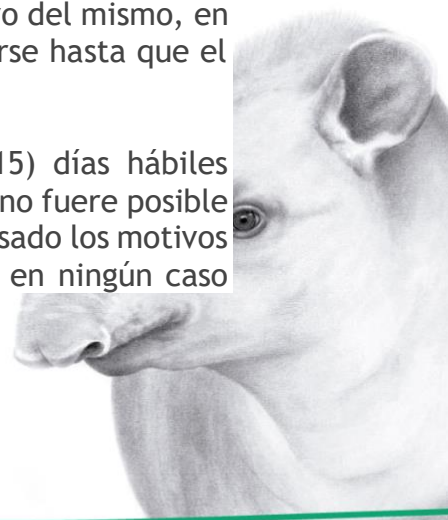 o del mismo, en
rse hasta que el
15) días hábiles
no fuere posible
sado los motivos
en ningún caso